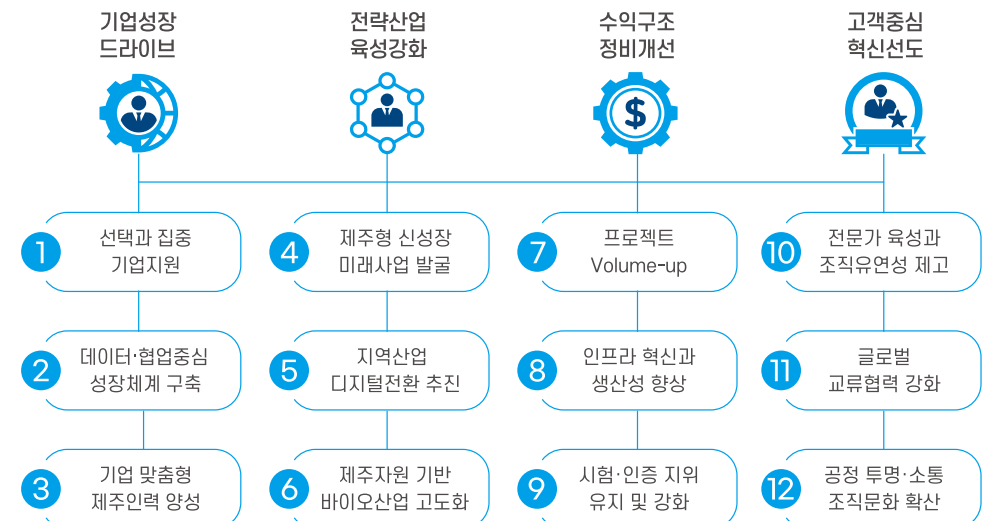 기업성장
드라이브
전략산업
육성강화
수익구조
정비개선
고객중심
혁신선도
$
1
선택과 집중
기업지원
4
제주형 신성장
미래사업 발굴
7
프로젝트
Volume-up
10
전문가 육성과
조직유연성 제고
2
데이터·협업중심
성장체계 구축
5
지역산업
디지털전환 추진
8
인프라 혁신과
생산성 향상
11
글로벌
교류협력 강화
3
기업 맞춤형
제주인력 양성
6
제주자원 기반
바이오산업 고도화
9
시험·인증 지위
유지 및 강화
12
공정 투명·소통
조직문화 확산